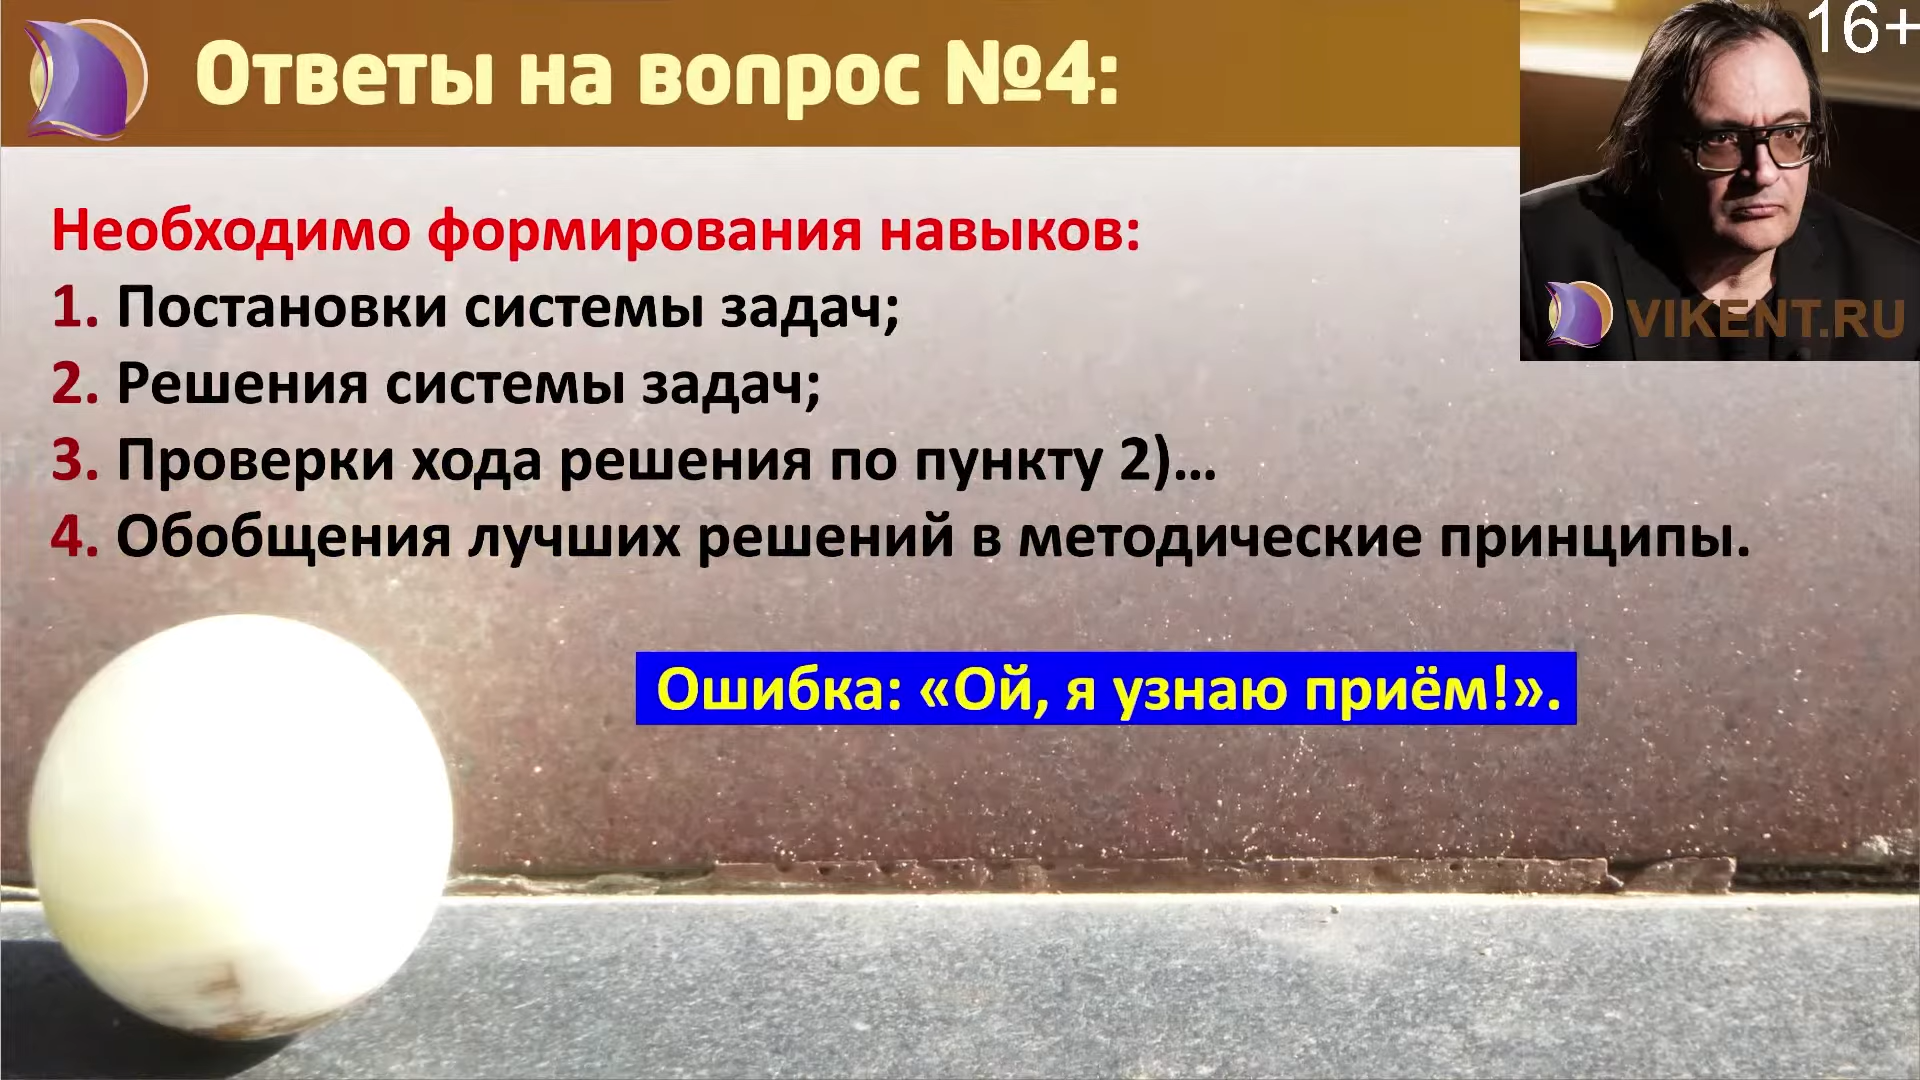 Ответы на вопрос №4:
16+
VIKENT.RU
Необходимо формирования навыков:
1. Постановки системы задач;
2. Решения системы задач;
3. Проверки хода решения по пункту 2)...
4. Обобщения лучших решений в методические принципы.
Ошибка: «Ой, я узнаю приём!».